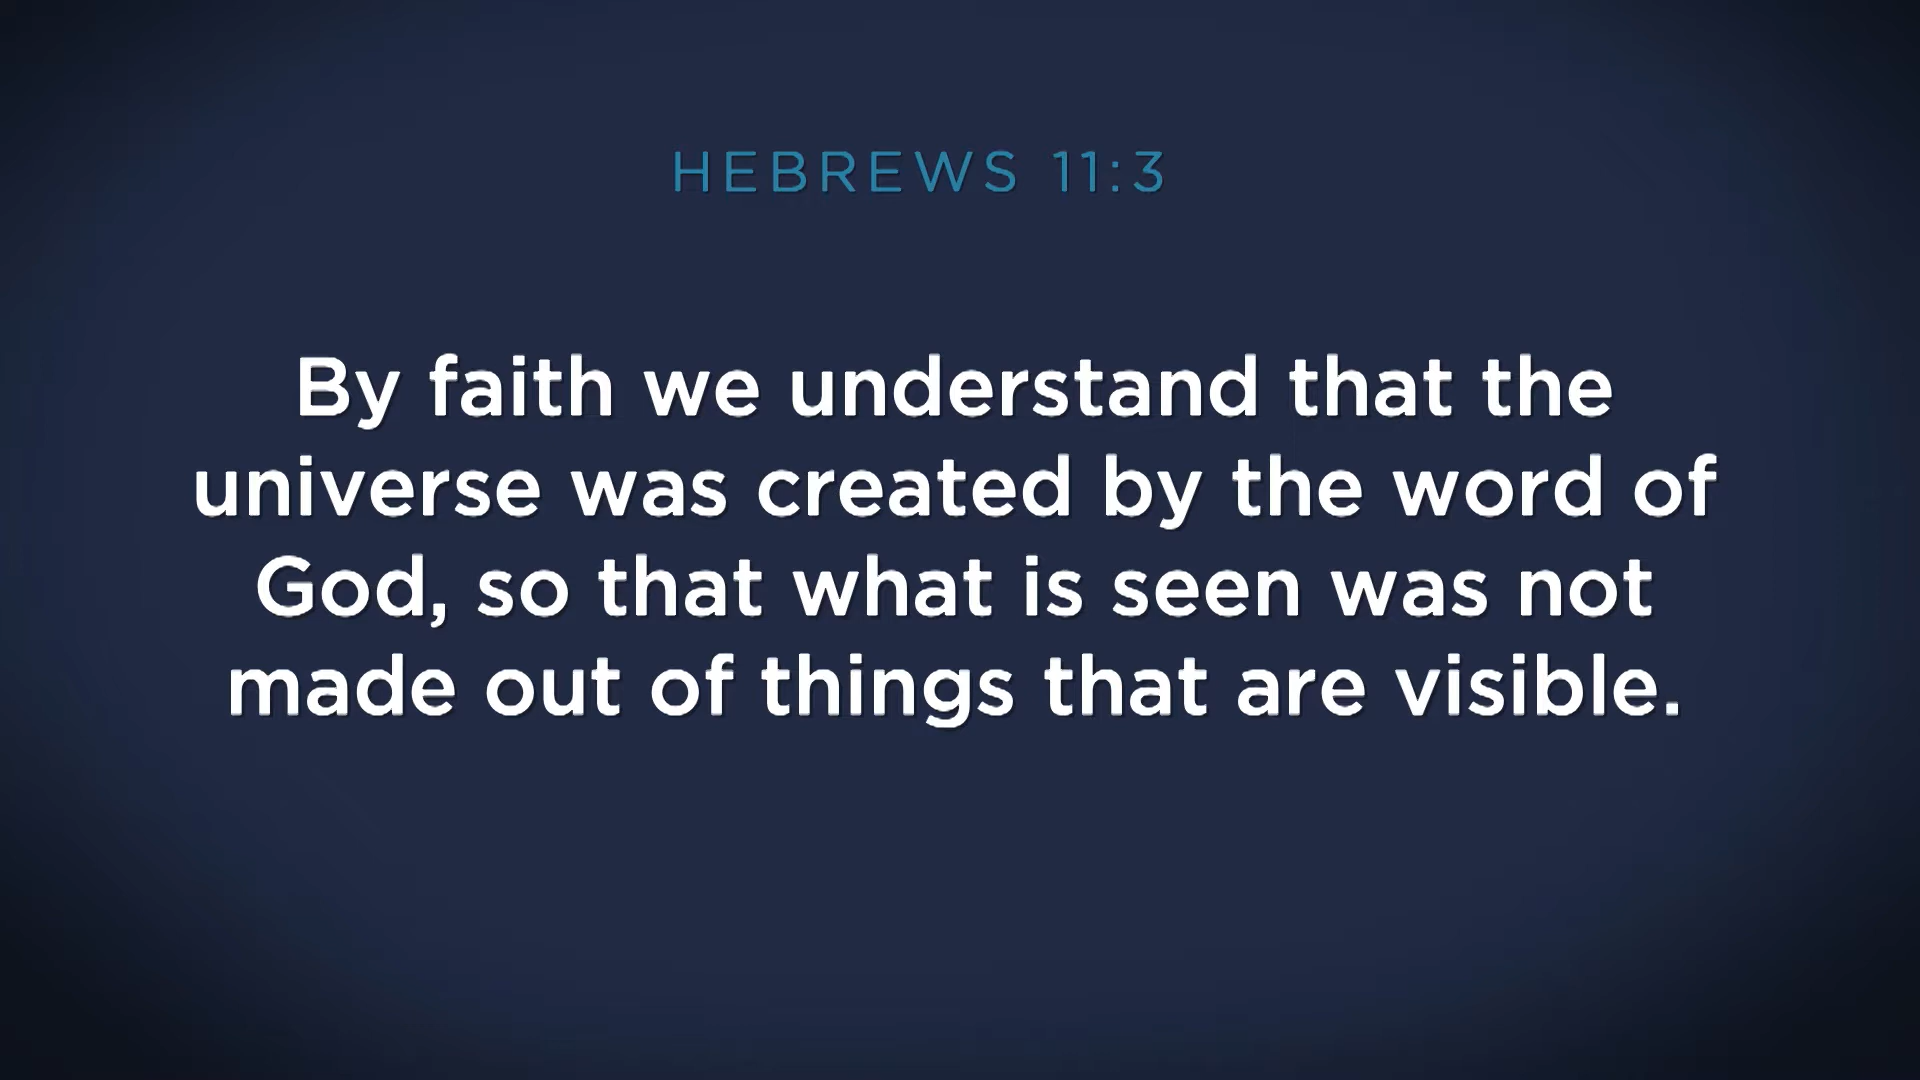 HEBREWS 11:3
By faith we understand that the
universe was created by the word of
God, so that what is seen was not
made out of things that are visible.